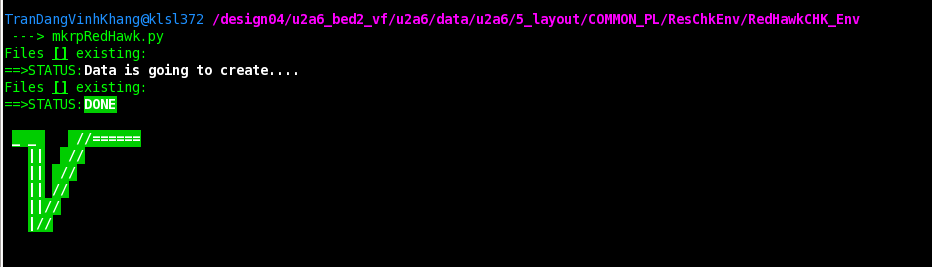 TranDangVinhKhang@klsl372 /design04/u2a6_bed2_vf/u2a6/data/u2a6/5_layout/COMMON_PL/ResChkEnv/RedHawkCHK_Env
 ---> mkrpRedHawk.py
Files [] existing:
==>STATUS:Data is going to create....
Files [] existing:
==>STATUS:DONE
 _ _     //======
   ||   //
   ||  //
   || //
   ||//
   |//